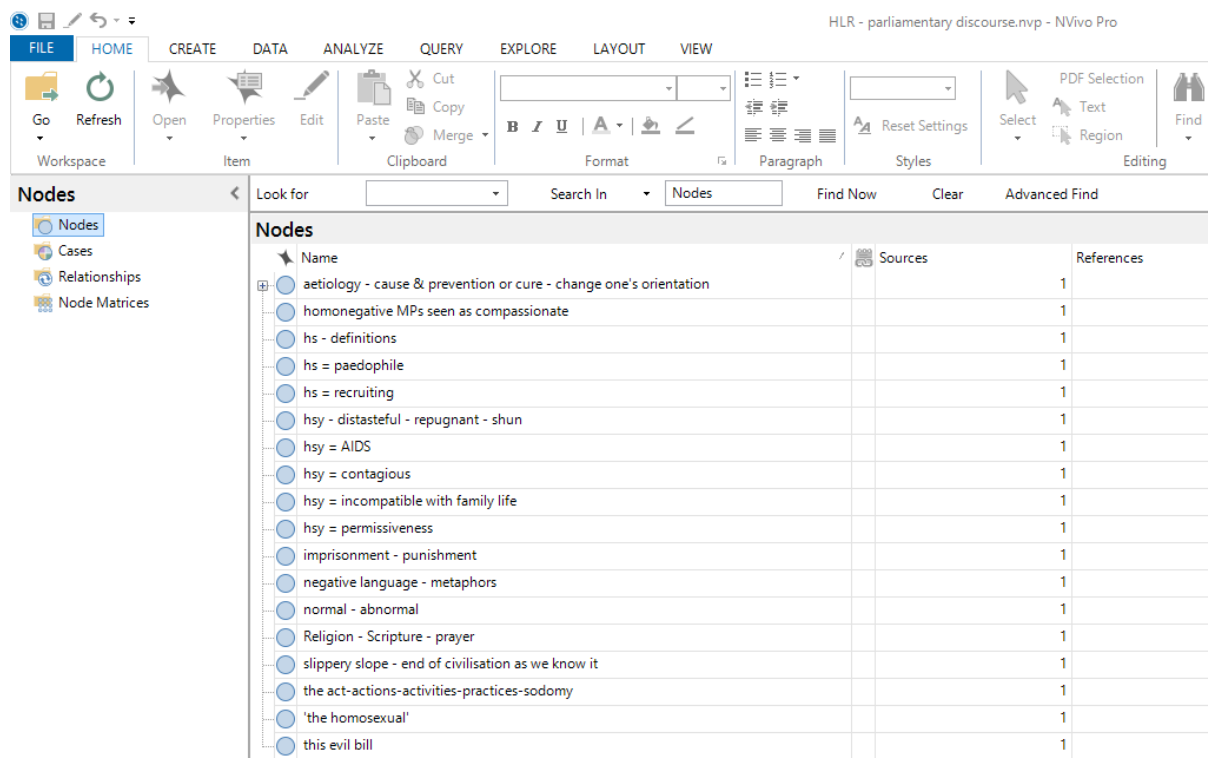 HLR - parliamentary discourse.nvp - NVivo Pro
FILE HOME CREATE DATA ANALYZE QUERY EXPLORE LAYOUT VIEW
Go Refresh Open Properties Edit Paste Cut Copy Merge
B I U A
Reset Settings
Select PDF Selection Text Region Find
Workspace Item Clipboard Format Paragraph Styles Editing
Nodes
Look for Search In Nodes Find Now Clear Advanced Find
Nodes
Cases
Relationships
Node Matrices
Nodes
Name Sources References
aetiology - cause & prevention or cure - change one's orientation 1
homonegative MPs seen as compassionate 1
hs - definitions 1
hs = paedophile 1
hs = recruiting 1
hsy - distasteful - repugnant - shun 1
hsy = AIDS 1
hsy = contagious 1
hsy = incompatible with family life 1
hsy = permissiveness 1
imprisonment - punishment 1
negative language - metaphors 1
normal - abnormal 1
Religion - Scripture - prayer 1
slippery slope - end of civilisation as we know it 1
the act-actions-activities-practices-sodomy 1
'the homosexual' 1
this evil bill 1